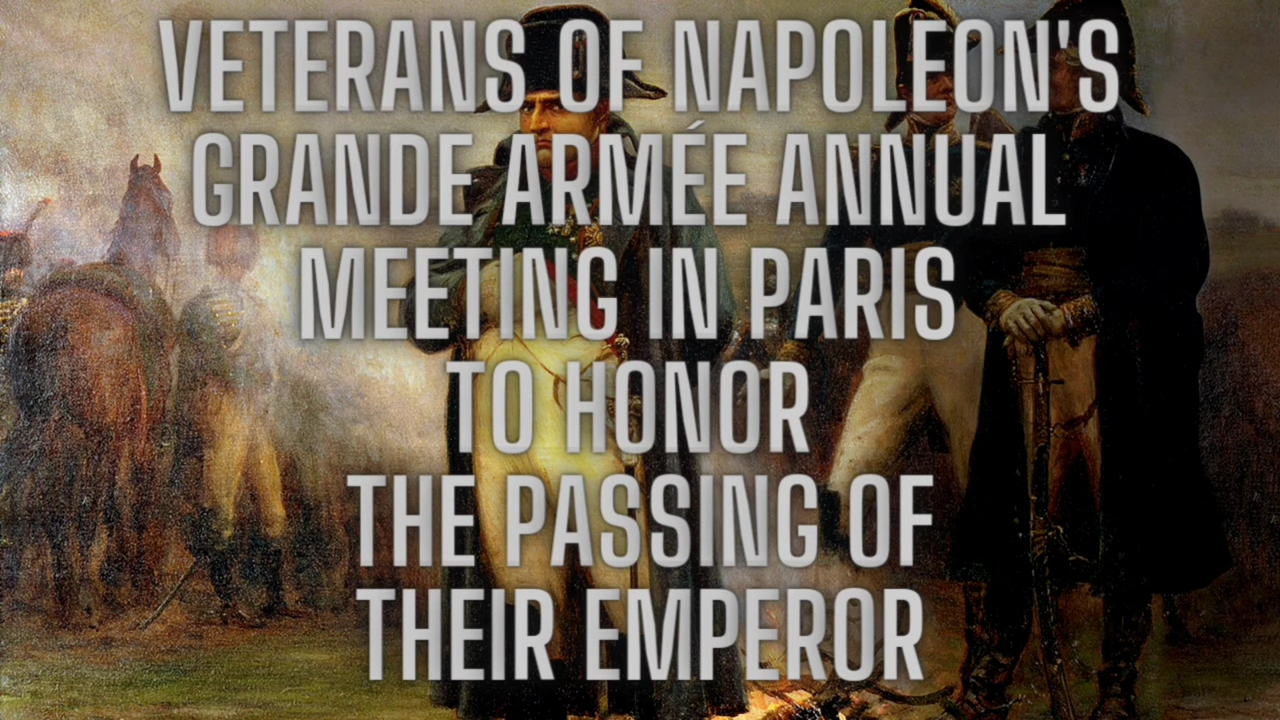 VETERANS OF NAPOLEON'S
GRANDE ARMÉE ANNUAL
MEETING IN PARIS
TO HONOR
THE PASSING OF
THEIR EMPEROR